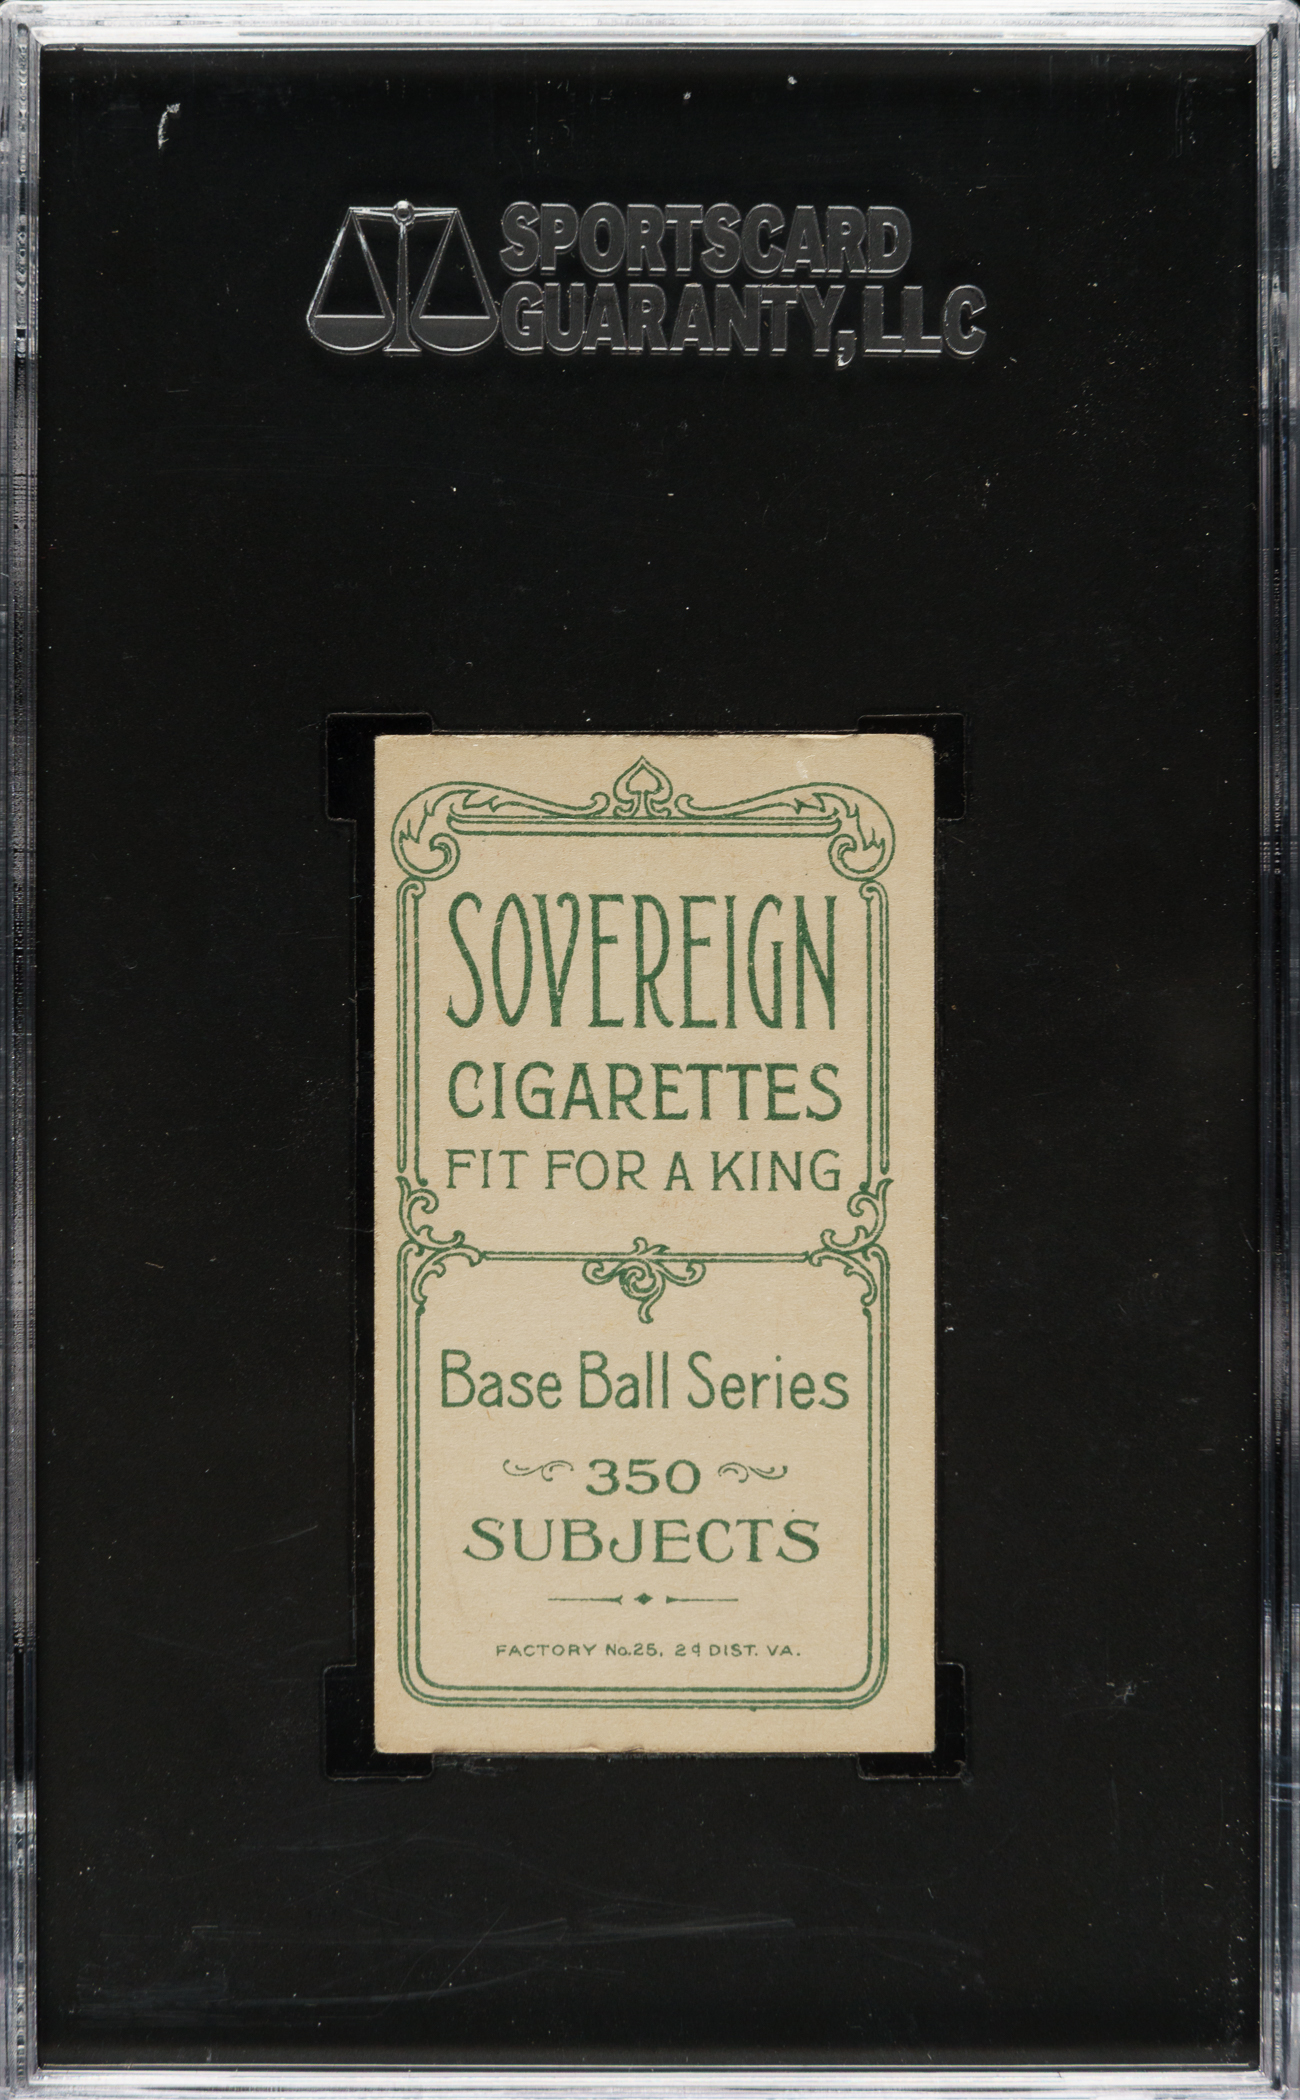 SPORTSCARD
GUARANTY, LLC
SOVEREIGN
CIGARETTES
FIT FOR A KING
Base Ball Series
350
SUBJECTS
FACTORY No. 25, 2d DIST. VA.